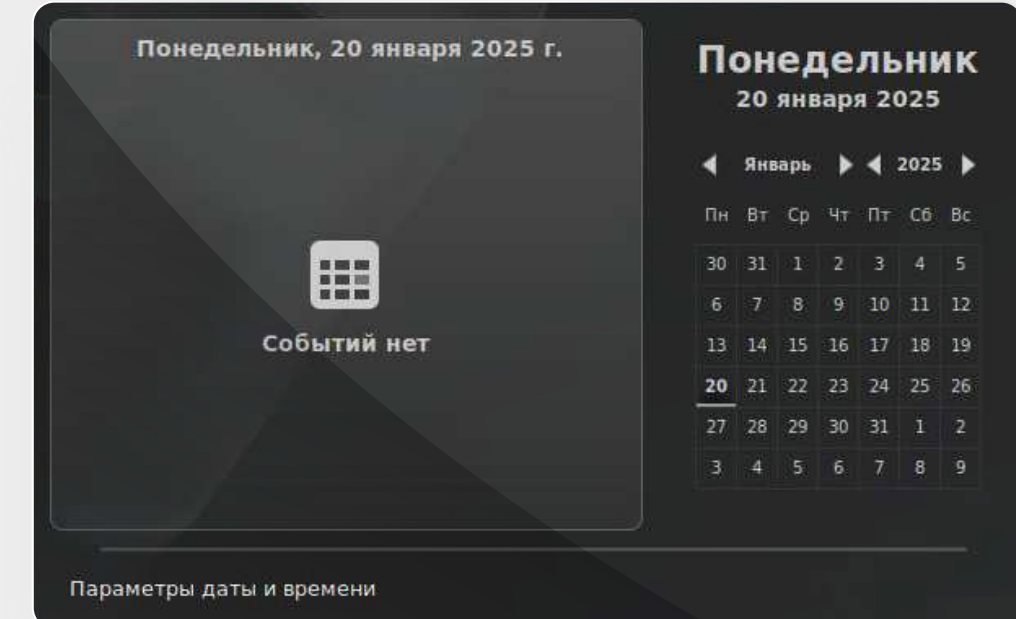 Понедельник, 20 января 2025 г.
Событий нет
Понедельник
20 января 2025
Январь 2025
Пн Вт Ср Чт Пт Сб Вс
30 31 1 2 3 4 5
6 7 8 9 10 11 12
13 14 15 16 17 18 19
20 21 22 23 24 25 26
27 28 29 30 31 1 2
3 4 5 6 7 8 9
Параметры даты и времени